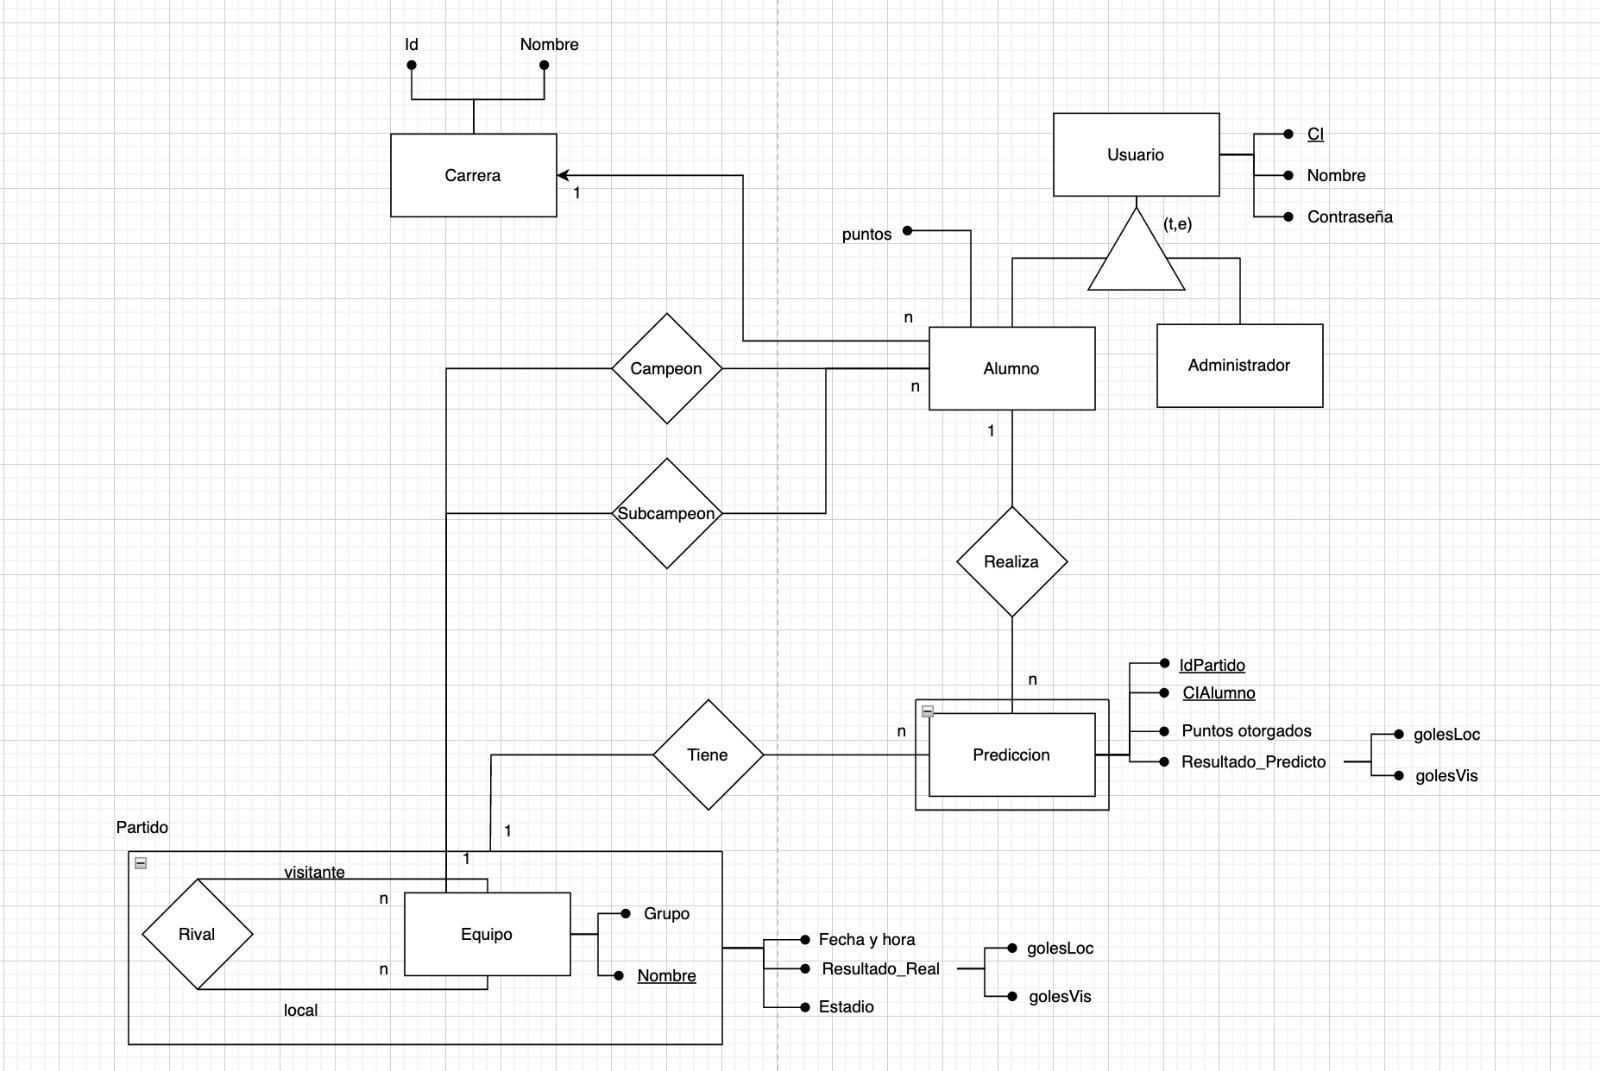 Id
Nombre
Carrera
1
Usuario
CI
Nombre
Contraseña
(t,e)
puntos
n
Campeon
Alumno
n
Administrador
1
Subcampeon
Realiza
n
IdPartido
CIAlumno
Puntos otorgados
Resultado_Predicto
golesLoc
golesVis
n
Tiene
Prediccion
1
Partido
1
visitante
n
Rival
Equipo
Grupo
n
Nombre
local
Fecha y hora
Resultado_Real
golesLoc
golesVis
Estadio